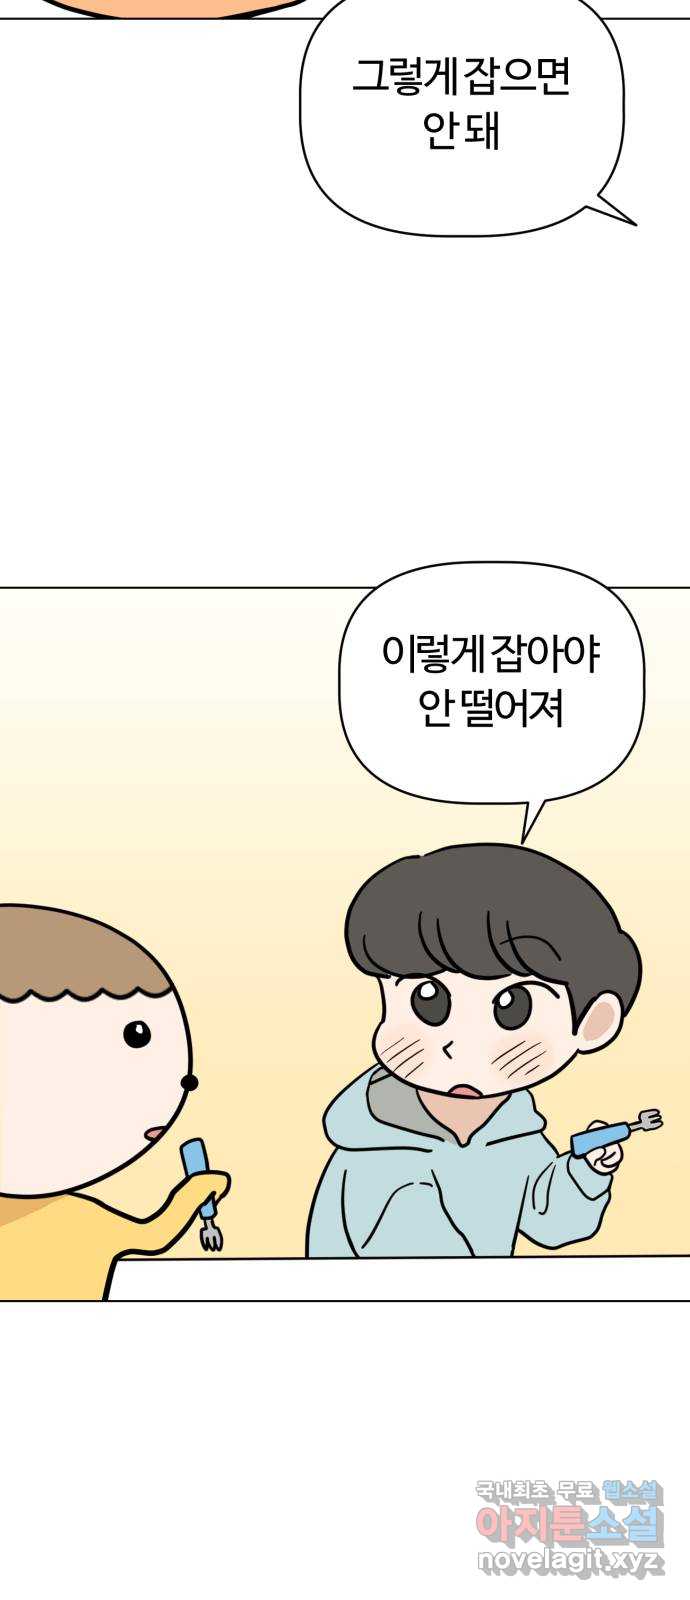 그렇게 잡으면
안 돼
이렇게 잡아야
안 떨어져
국내최초 무료 웹소설
아지툰소설
novelagit.xyz